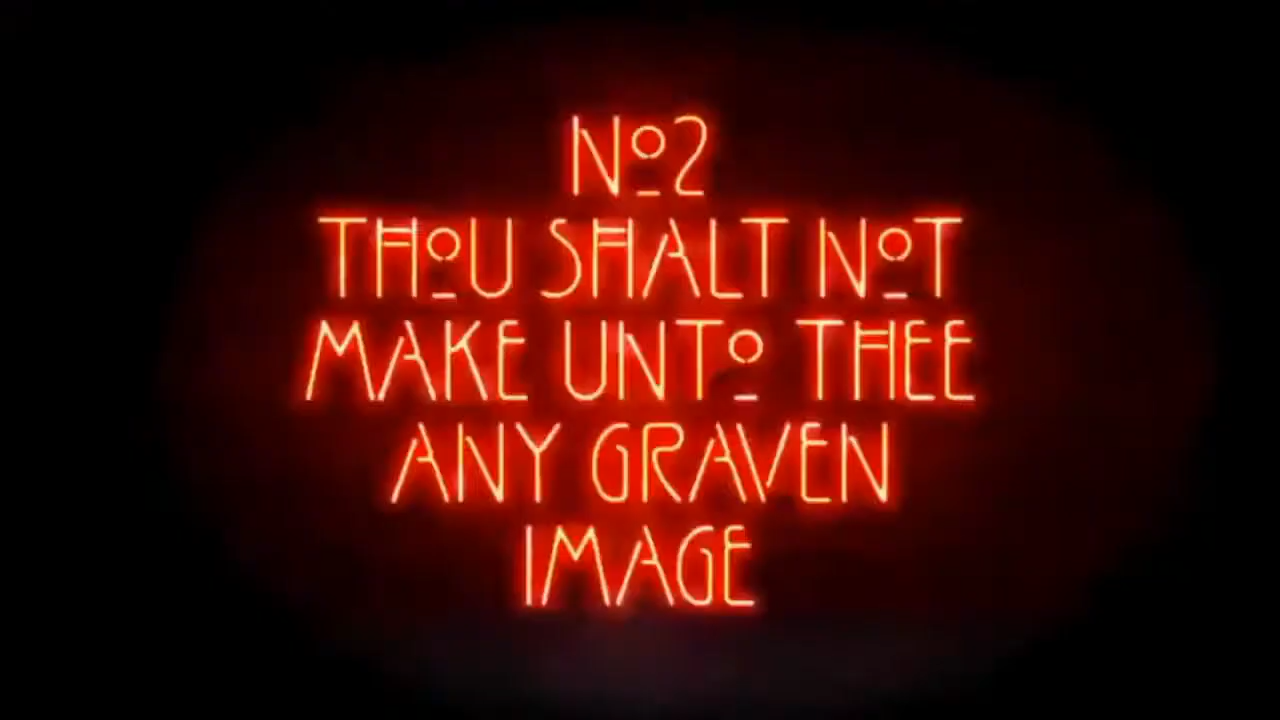 No2
THOU SHALT NOT
MAKE UNTO THEE
ANY GRAVEN
IMAGE